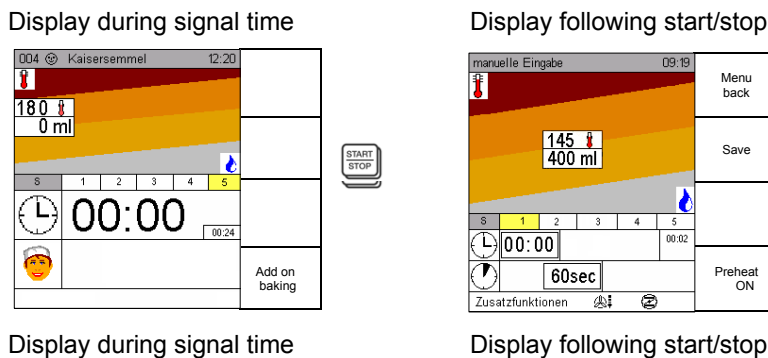 Display during signal time
Display following start/stop
004 Kaisersemmel 12:20
180
0 ml
S 1 2 3 4 5
00:00
00:24
Add on
baking
START
STOP
manuelle Eingabe 09:19
Menu
back
Save
145
400 ml
S 1 2 3 4 5
00:00 00:02
60sec
Preheat
ON
Zusatzfunktionen
Display during signal time
Display following start/stop